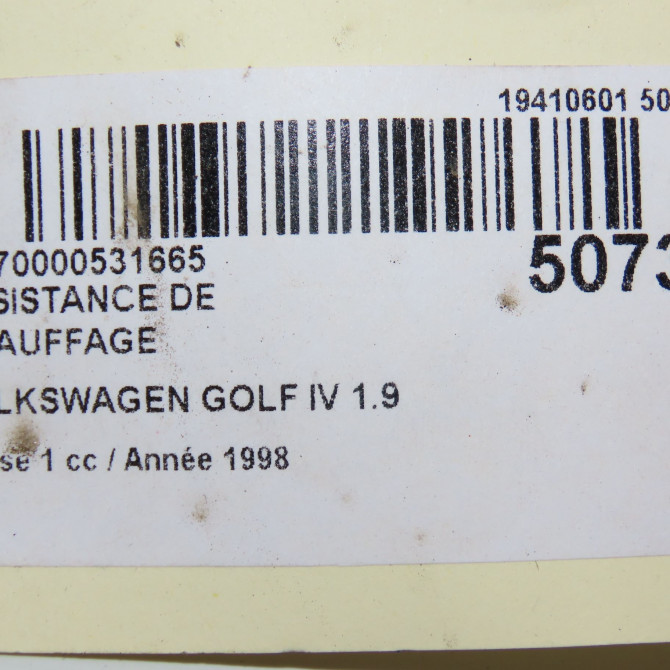 19410601 50
70000531665
5073
SISTANCE DE
AUFFAGE
LKSWAGEN GOLF IV 1.9
se 1 cc / Année 1998